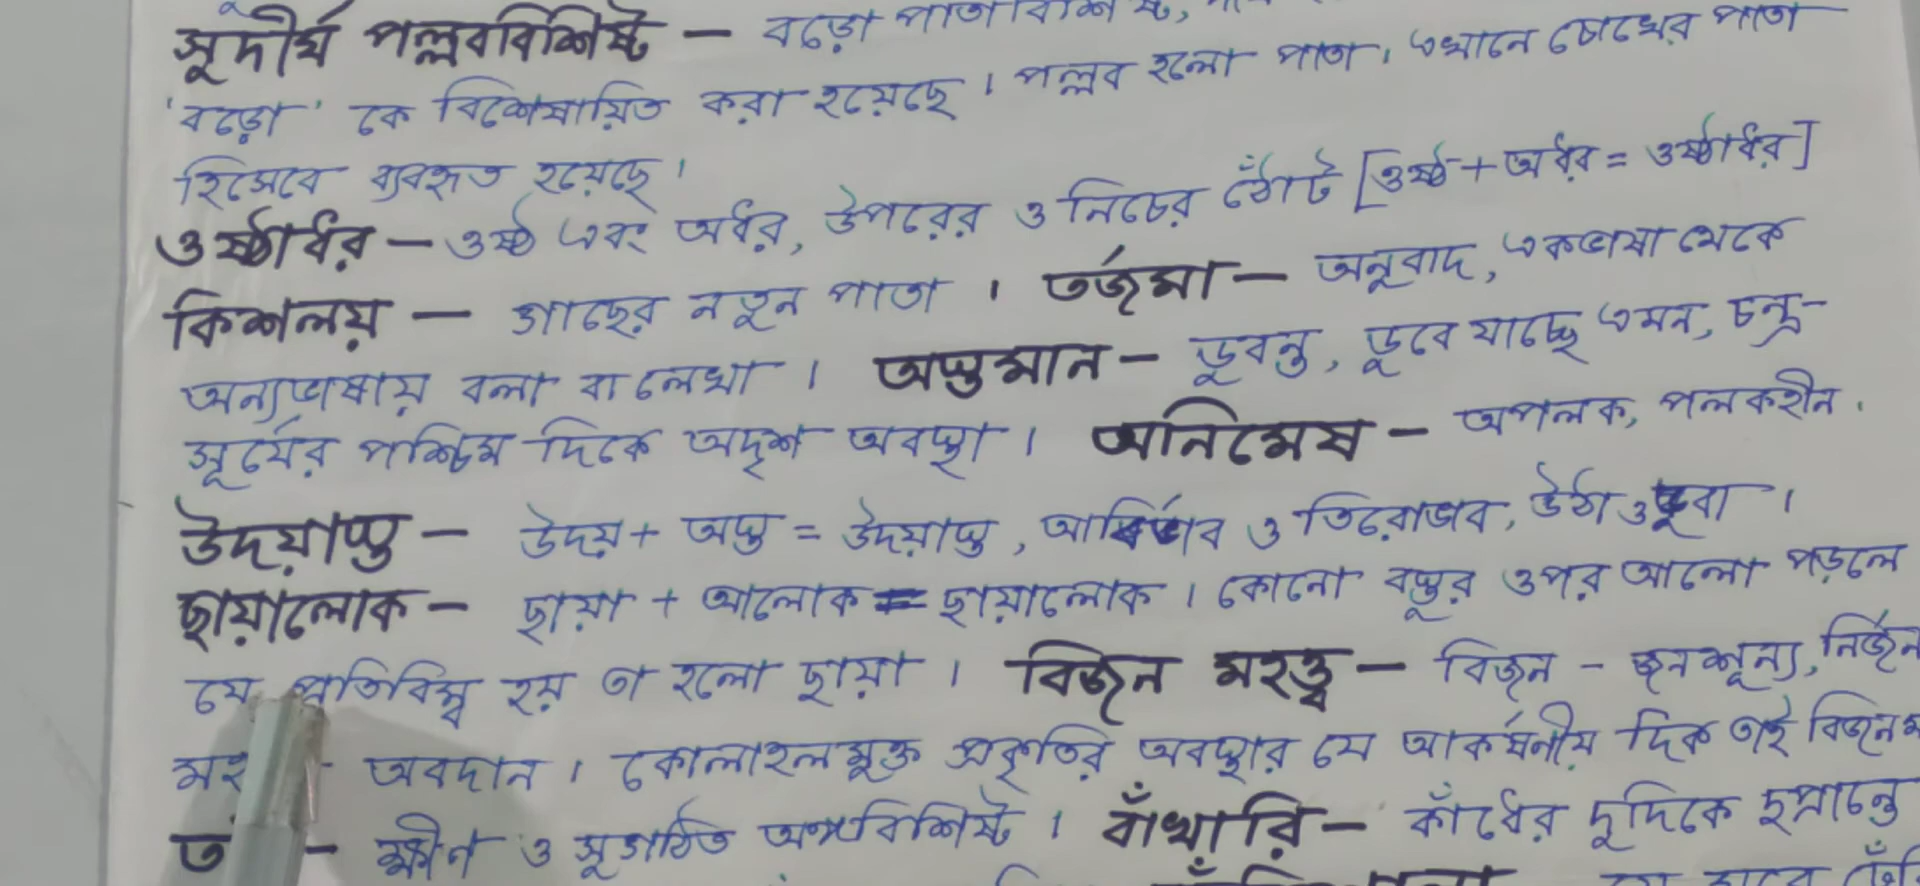 সুদীর্ঘ পল্লববিশিষ্ট – বড়ো পাতাবিশিষ্ট,
'বড়ো' কে বিশেষায়িত করা হয়েছে। পল্লব হলো পাতা। এখানে চোখের পাতা
হিসেবে ব্যবহৃত হয়েছে।
ওষ্ঠাধর – ওষ্ঠ এবং অধর, উপরের ও নিচের ঠোঁট [ওষ্ঠ + অধর = ওষ্ঠাধর]
কিশলয় – গাছের নতুন পাতা । তর্জমা – অনুবাদ, একভাষা থেকে
অন্যভাষায় বলা বা লেখা । অস্তমান – ডুবন্ত, ডুবে যাচ্ছে এমন, চন্দ্র-
সূর্যের পশ্চিম দিকে অদৃশ অবস্থা । অনিমেষ – অপলক, পলকহীন.
উদয়াস্ত – উদয় + অস্ত = উদয়াস্ত, আর্বিভাব ও তিরোভাব, উঠা ও ডুবা ।
ছায়ালোক – ছায়া + আলোক = ছায়ালোক । কোনো বস্তুর ওপর আলো পড়লে
যে প্রতিবিম্ব হয় তা হলো ছায়া । বিজন মহত্ত্ব – বিজন - জনশূন্য, নির্জন
মহ - অবদান । কোলাহলমুক্ত প্রকৃতির অবস্থার যে আকর্ষনীয় দিক তাই বিজন ম
ত – ক্ষীণ ও সুগঠিত অঙ্গবিশিষ্ট । বাঁখারি – কাঁধের দুদিকে দুপ্রান্তে